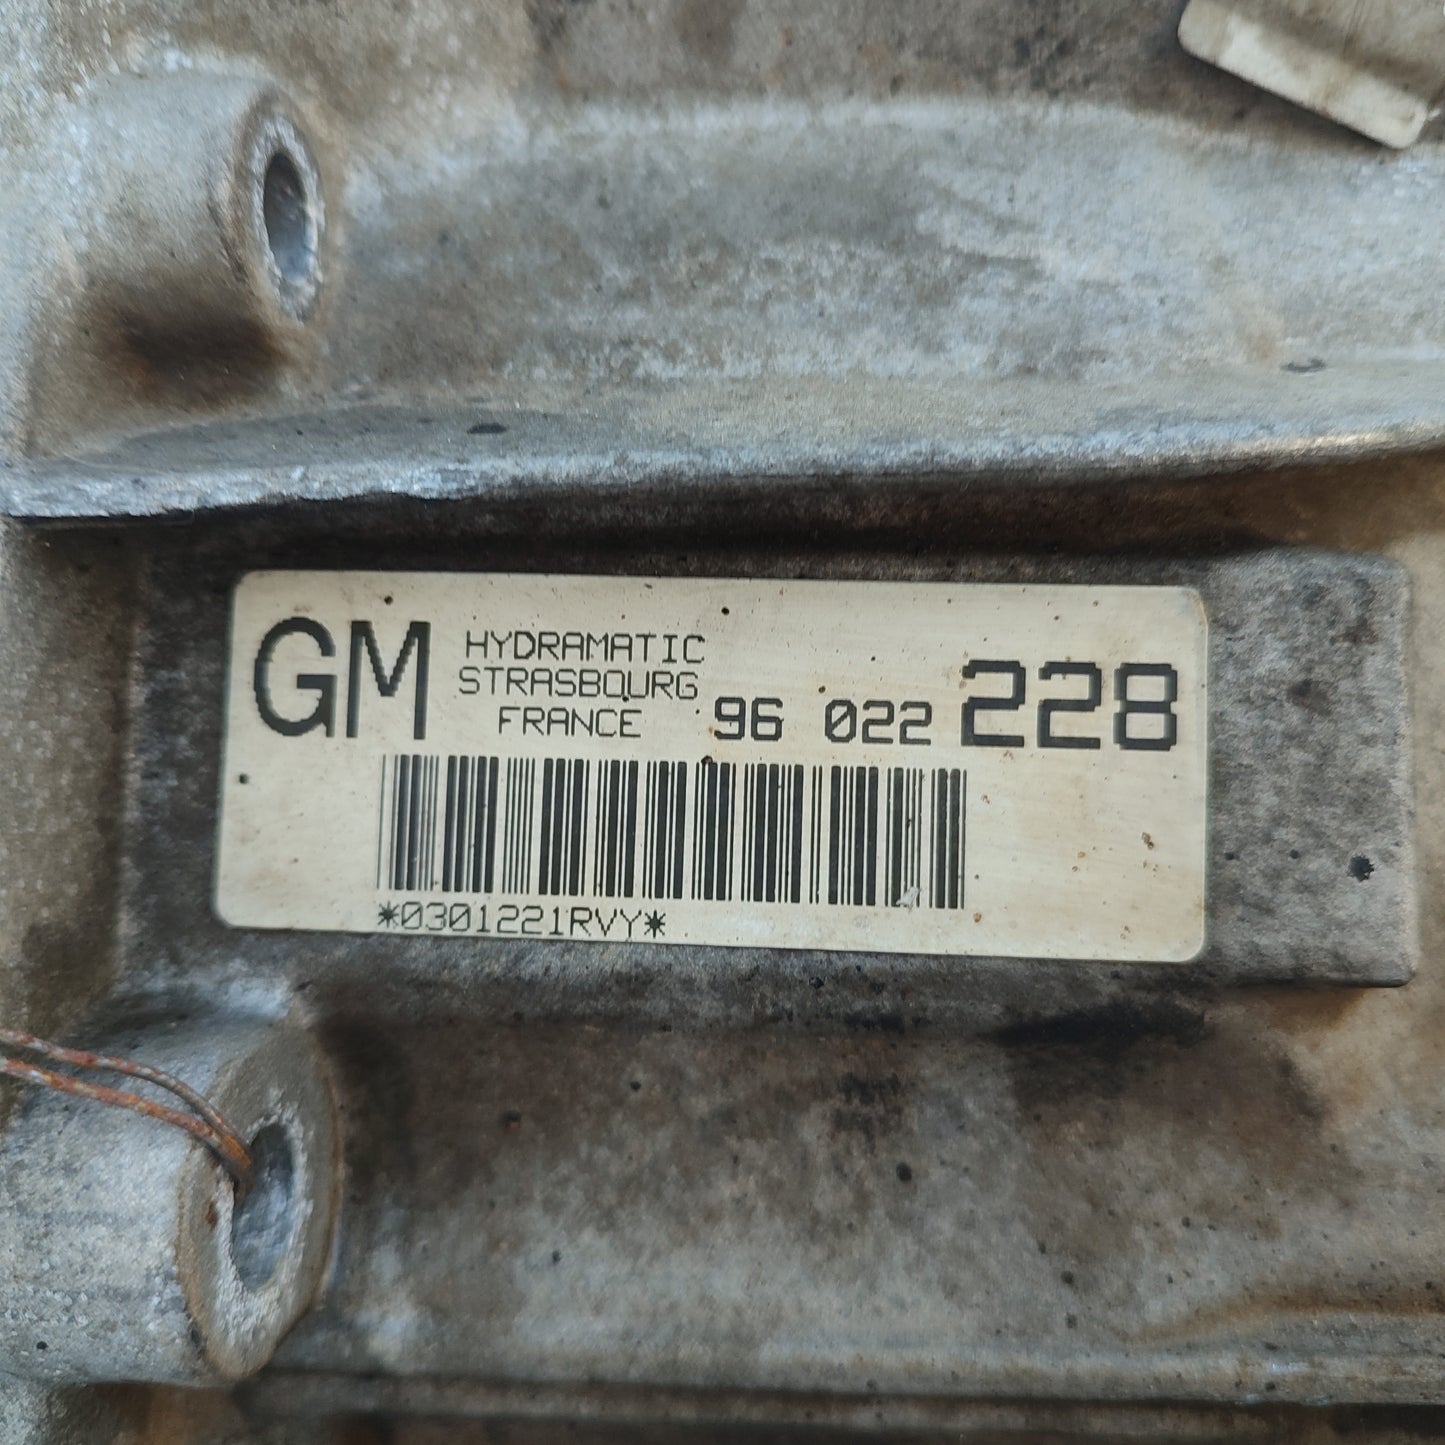 GM HYDRAMATIC
STRASBOURG
FRANCE 96 022 228
*0301221RVY*